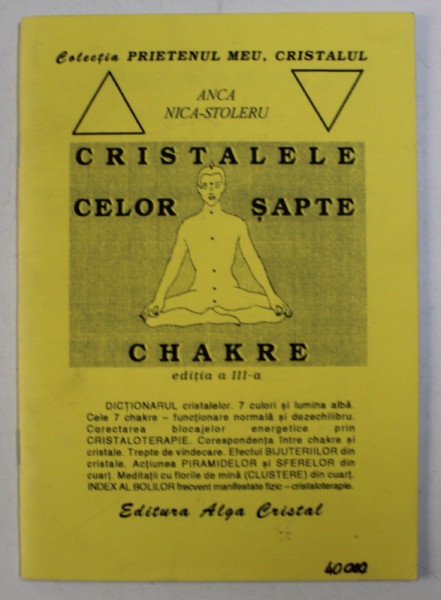 Colecția PRIETENUL MEU, CRISTALUL
ANCA
NICA-STOLERU
CRISTALELE
CELOR ȘAPTE
CHAKRE
ediția a III-a
DICȚIONARUL cristalelor. 7 culori și lumina albă.
Cele 7 chakre – funcționare normală și dezechilibru.
Corectarea blocajelor energetice prin
CRISTALOTERAPIE. Corespondența între chakre și
cristale. Trepte de vindecare. Efectul BIJUTERIILOR din
cristale. Acțiunea PIRAMIDELOR și SFERELOR din
cuarț. Meditații cu florile de mină (CLUSTERE) din cuarț.
INDEX AL BOLILOR frecvent manifestate fizic – cristaloterapie.
Editura Alga Cristal
40000